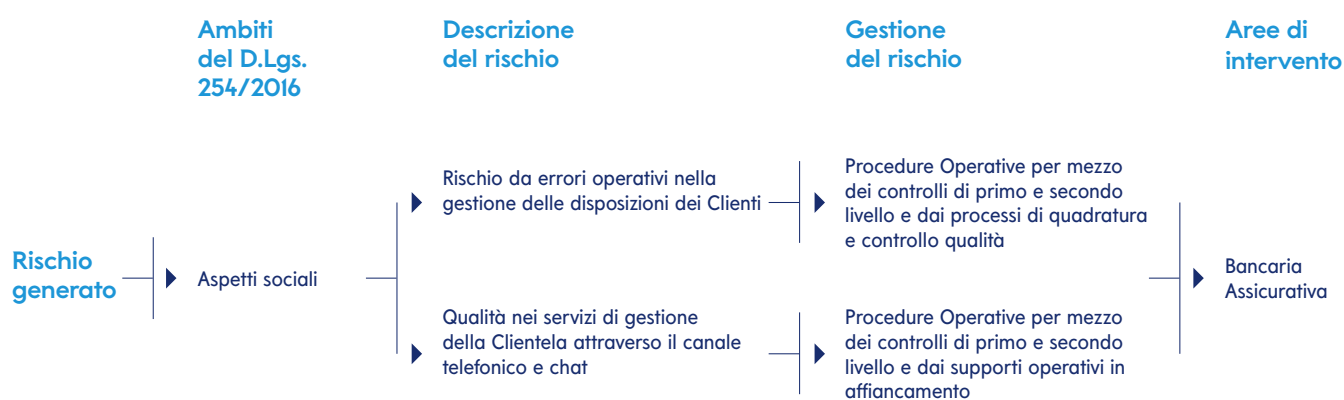 Ambiti
del D.Lgs.
254/2016
Descrizione
del rischio
Gestione
del rischio
Aree di
intervento
Rischio
generato
Aspetti sociali
Rischio da errori operativi nella
gestione delle disposizioni dei Clienti
Procedure Operative per mezzo
dei controlli di primo e secondo
livello e dai processi di quadratura
e controllo qualità
Qualità nei servizi di gestione
della Clientela attraverso il canale
telefonico e chat
Procedure Operative per mezzo
dei controlli di primo e secondo
livello e dai supporti operativi in
affiancamento
Bancaria
Assicurativa